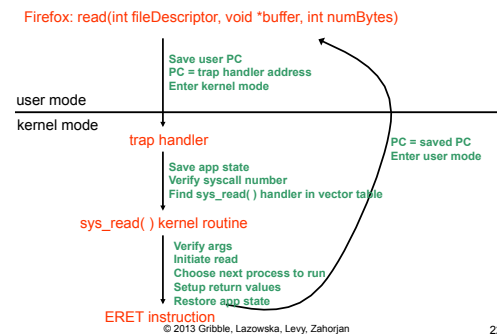 Firefox: read(int fileDescriptor, void *buffer, int numBytes)
Save user PC
PC = trap handler address
Enter kernel mode
user mode
kernel mode
trap handler
PC = saved PC
Enter user mode
Save app state
Verify syscall number
Find sys_read( ) handler in vector table
sys_read( ) kernel routine
Verify args
Initiate read
Choose next process to run
Setup return values
Restore app state
ERET instruction
© 2013 Gribble, Lazowska, Levy, Zahorjan